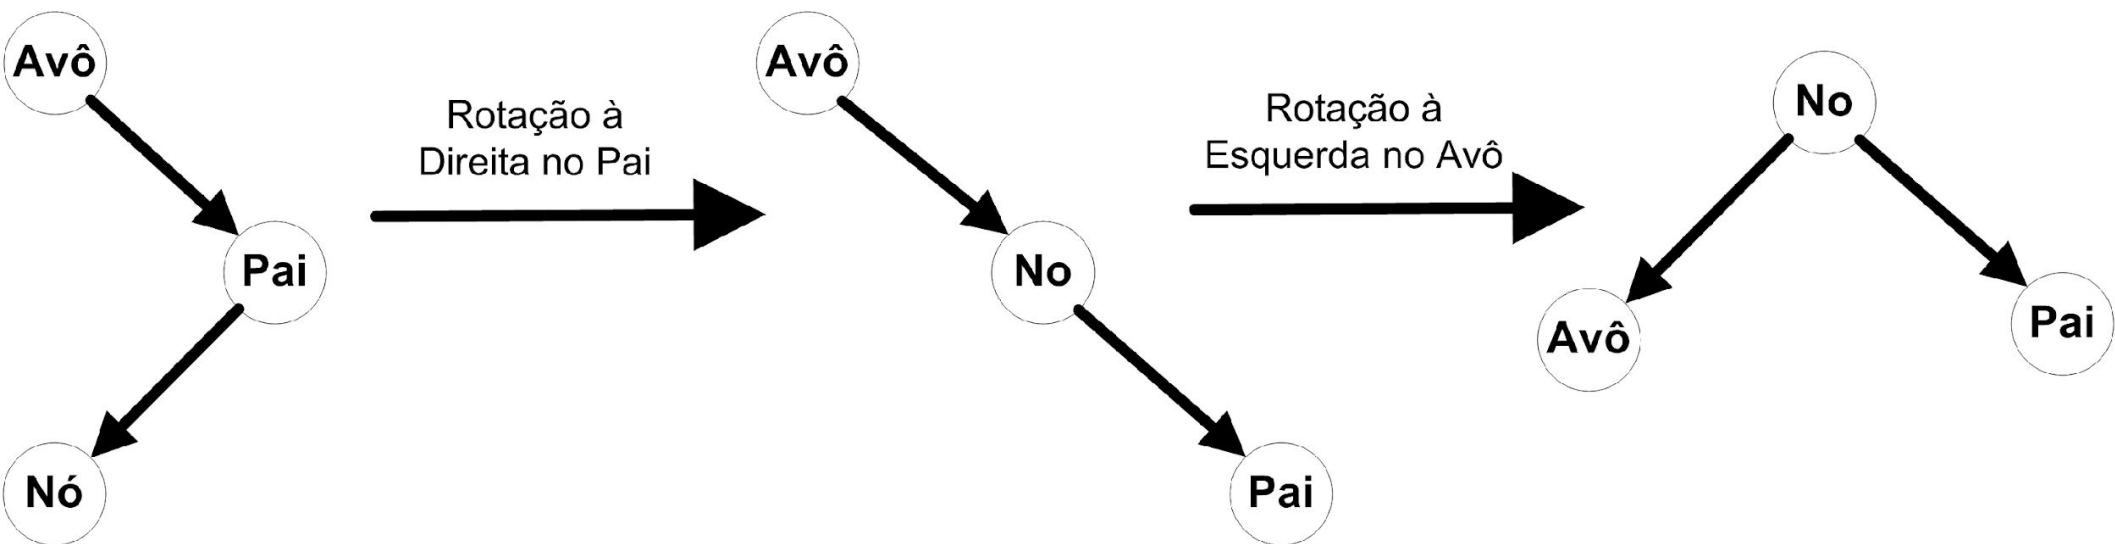 Avô
Pai
Nó
Rotação à
Direita no Pai
Avô
No
Pai
Rotação à
Esquerda no Avô
No
Avô
Pai